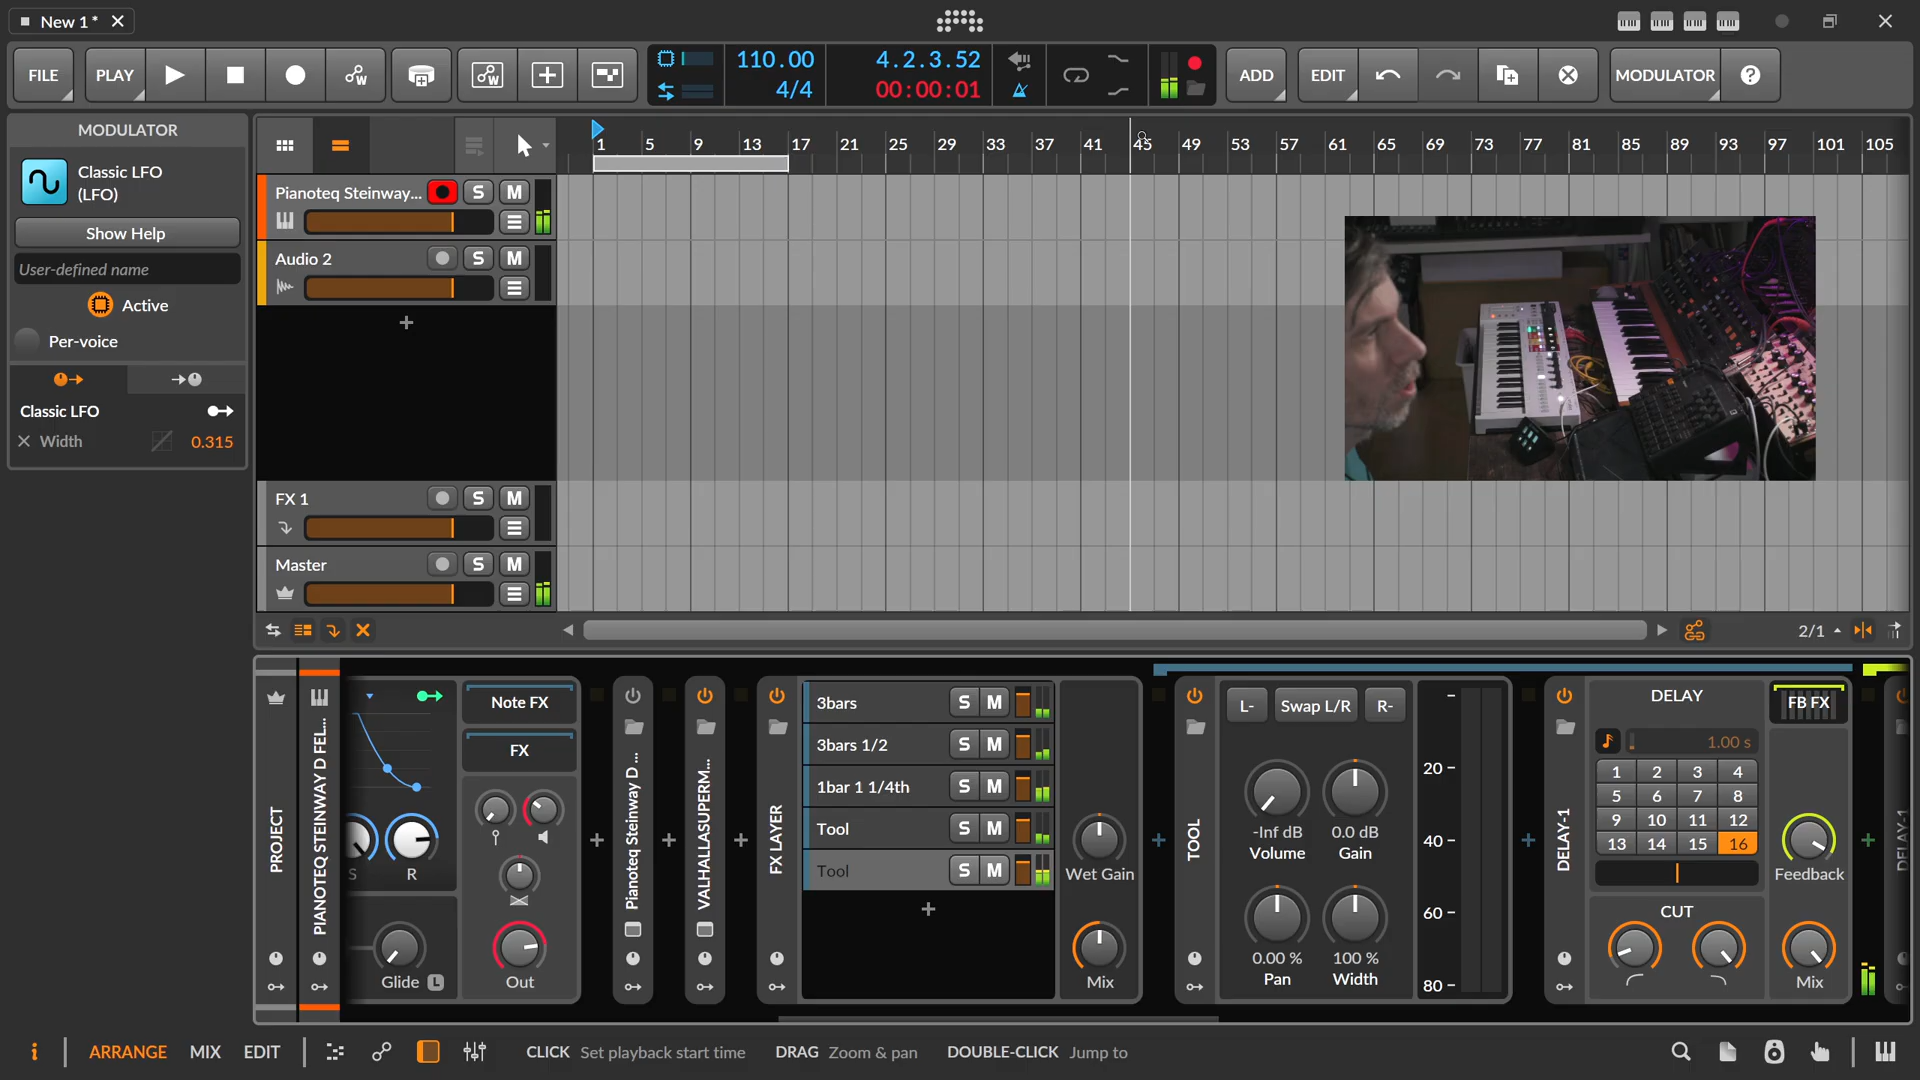 New 1*
FILE
PLAY
110.00
4/4
4.2.3.52
00:00:01
ADD
EDIT
MODULATOR
?
MODULATOR
Classic LFO
(LFO)
Show Help
User-defined name
Active
Per-voice
Classic LFO
Width 0.315
1 5 9 13 17 21 25 29 33 37 41 45 49 53 57 61 65 69 73 77 81 85 89 93 97 101 105
Pianoteq Steinway... S M
Audio 2 S M
FX 1 S M
Master S M
2/1
PROJECT
PIANOTEQ STEINWAY D FEL...
S R
Glide L
Note FX
FX
Out
Pianoteq Steinway D ...
VALHALLASUPERM...
FX LAYER
3bars S M
3bars 1/2 S M
1bar 1 1/4th S M
Tool S M
Tool S M
Wet Gain
Mix
TOOL
L- Swap L/R R-
-Inf dB 0.0 dB
Volume Gain
0.00 % 100 %
Pan Width
20
40
60
80
DELAY-1
DELAY
1.00 s
1 2 3 4
5 6 7 8
9 10 11 12
13 14 15 16
CUT
FB FX
Feedback
Mix
DELAY-1
i ARRANGE MIX EDIT
CLICK Set playback start time DRAG Zoom & pan DOUBLE-CLICK Jump to